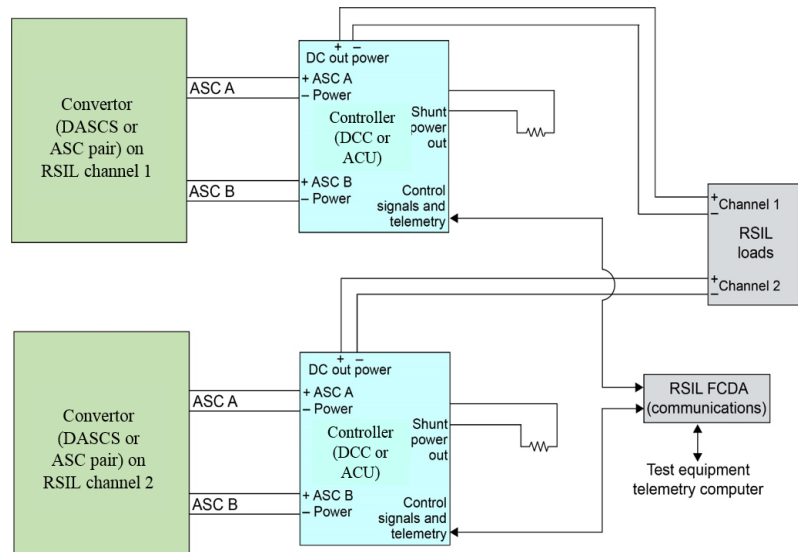 Convertor
(DASCS or
ASC pair) on
RSIL channel 1
ASC A
ASC B
+ –
DC out power
+ ASC A
– Power
Controller
(DCC or
ACU)
Shunt
power
out
+ ASC B
– Power
Control
signals and
telemetry
+ Channel 1
–
RSIL
loads
+ Channel 2
–
Convertor
(DASCS or
ASC pair) on
RSIL channel 2
ASC A
ASC B
+ –
DC out power
+ ASC A
– Power
Controller
(DCC or
ACU)
Shunt
power
out
+ ASC B
– Power
Control
signals and
telemetry
RSIL FCDA
(communications)
Test equipment
telemetry computer